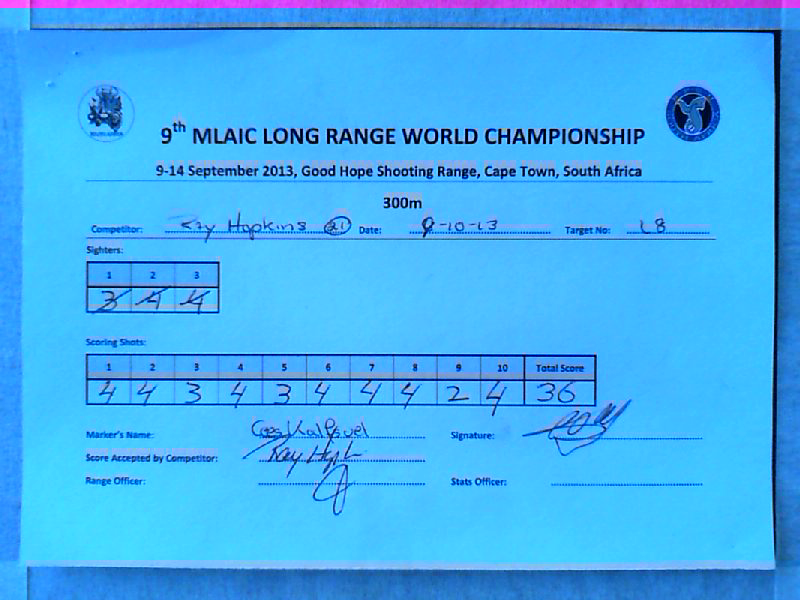 9th MLAIC LONG RANGE WORLD CHAMPIONSHIP
9-14 September 2013, Good Hope Shooting Range, Cape Town, South Africa
300m
Competitor: Ray Hopkins Date: 9-10-13 Target No: L8
Sighters:
1 2 3
3 4 4
Scoring Shots:
1 2 3 4 5 6 7 8 9 10 Total Score
4 4 3 4 3 4 4 4 2 4 36
Marker's Name: Signature:
Score Accepted by Competitor: Ray
Range Officer: Stats Officer: